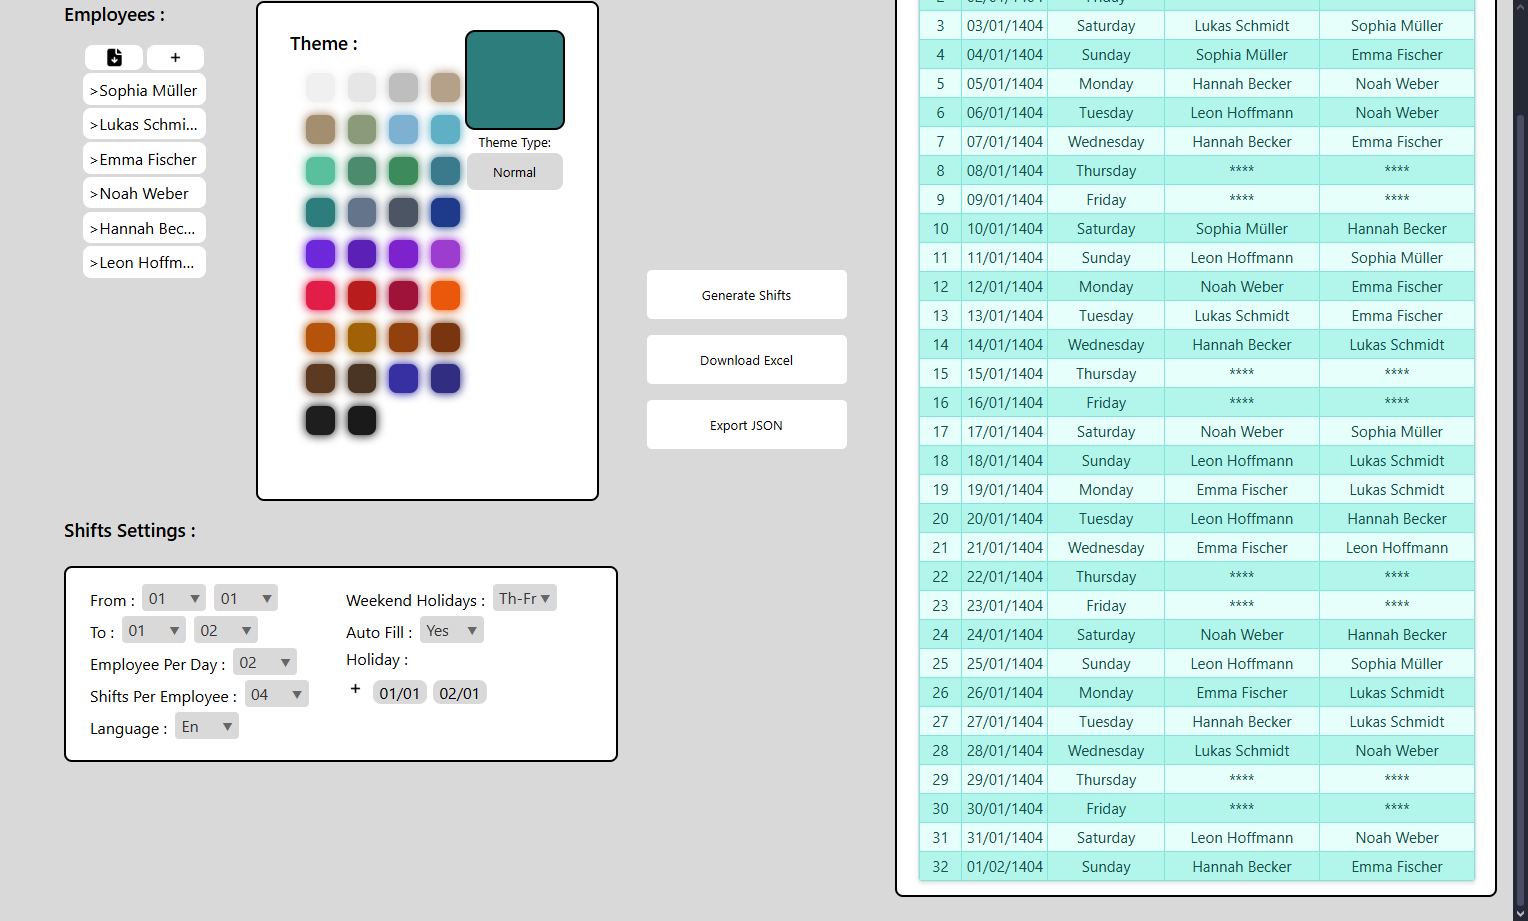 Employees :
+
>Sophia Müller
>Lukas Schmi...
>Emma Fischer
>Noah Weber
>Hannah Bec...
>Leon Hoffm...
Theme :
Theme Type:
Normal
Generate Shifts
Download Excel
Export JSON
Shifts Settings :
From : 01 ▼ 01 ▼
To : 01 ▼ 02 ▼
Employee Per Day : 02 ▼
Shifts Per Employee : 04 ▼
Language : En ▼
Weekend Holidays : Th-Fr ▼
Auto Fill : Yes ▼
Holiday :
+ 01/01 02/01
3 03/01/1404 Saturday Lukas Schmidt Sophia Müller
4 04/01/1404 Sunday Sophia Müller Emma Fischer
5 05/01/1404 Monday Hannah Becker Noah Weber
6 06/01/1404 Tuesday Leon Hoffmann Noah Weber
7 07/01/1404 Wednesday Hannah Becker Emma Fischer
8 08/01/1404 Thursday **** ****
9 09/01/1404 Friday **** ****
10 10/01/1404 Saturday Sophia Müller Hannah Becker
11 11/01/1404 Sunday Leon Hoffmann Sophia Müller
12 12/01/1404 Monday Noah Weber Emma Fischer
13 13/01/1404 Tuesday Lukas Schmidt Emma Fischer
14 14/01/1404 Wednesday Hannah Becker Lukas Schmidt
15 15/01/1404 Thursday **** ****
16 16/01/1404 Friday **** ****
17 17/01/1404 Saturday Noah Weber Sophia Müller
18 18/01/1404 Sunday Leon Hoffmann Lukas Schmidt
19 19/01/1404 Monday Emma Fischer Lukas Schmidt
20 20/01/1404 Tuesday Leon Hoffmann Hannah Becker
21 21/01/1404 Wednesday Emma Fischer Leon Hoffmann
22 22/01/1404 Thursday **** ****
23 23/01/1404 Friday **** ****
24 24/01/1404 Saturday Noah Weber Hannah Becker
25 25/01/1404 Sunday Leon Hoffmann Sophia Müller
26 26/01/1404 Monday Emma Fischer Lukas Schmidt
27 27/01/1404 Tuesday Hannah Becker Lukas Schmidt
28 28/01/1404 Wednesday Lukas Schmidt Noah Weber
29 29/01/1404 Thursday **** ****
30 30/01/1404 Friday **** ****
31 31/01/1404 Saturday Leon Hoffmann Noah Weber
32 01/02/1404 Sunday Hannah Becker Emma Fischer